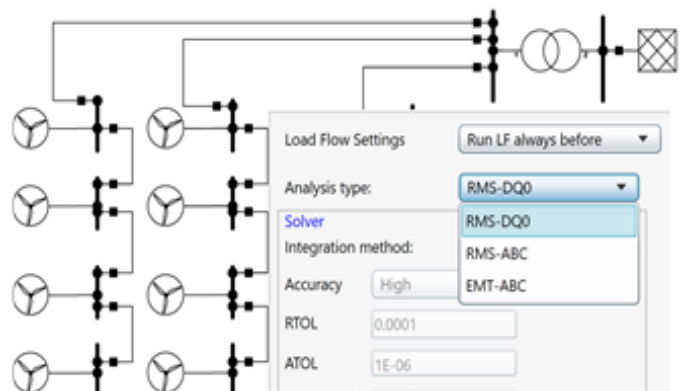 Load Flow Settings Run LF always before
Analysis type: RMS-DQ0
Solver RMS-DQ0
Integration method: RMS-ABC
EMT-ABC
Accuracy High
RTOL 0.0001
ATOL 1E-06